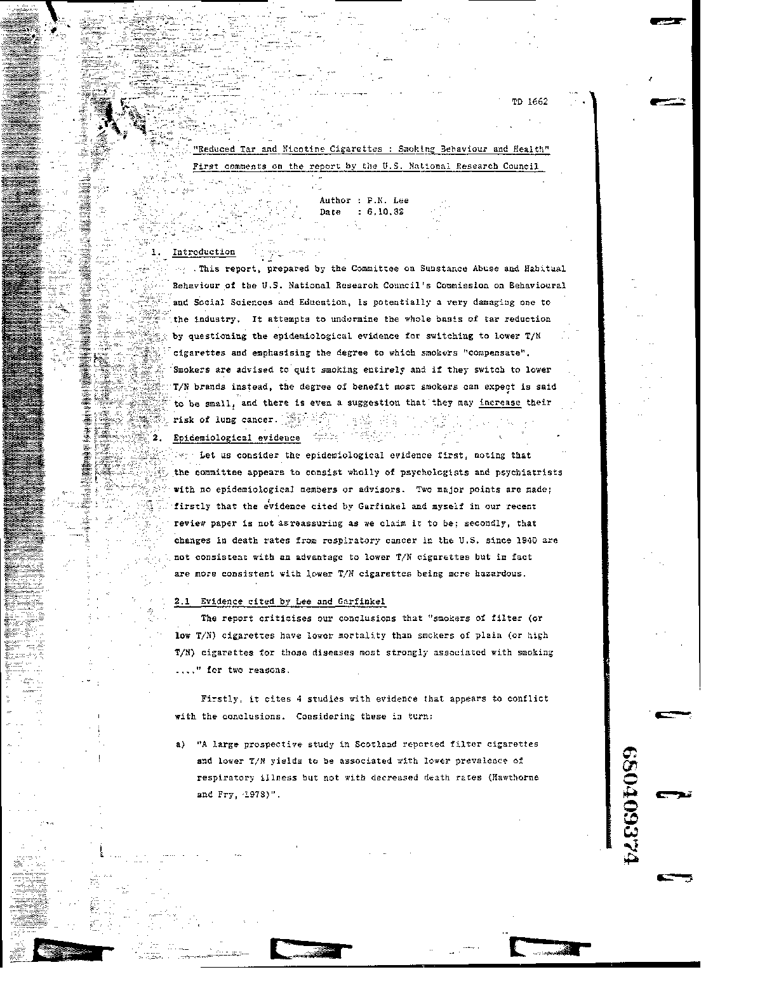 TD 1662
"Reduced Tar and Nicotine Cigarettes : Smoking Behaviour and Health"
First comments on the report by the U.S. National Research Council
Author : P.N. Lee
Date : 6.10.82
1. Introduction
This report, prepared by the Committee on Substance Abuse and Habitual
Behaviour of the U.S. National Research Council's Commission on Behavioural
and Social Sciences and Education, is potentially a very damaging one to
the industry. It attempts to undermine the whole basis of tar reduction
by questioning the epidemiological evidence for switching to lower T/N
cigarettes and emphasising the degree to which smokers "compensate".
Smokers are advised to quit smoking entirely and if they switch to lower
T/N brands instead, the degree of benefit most smokers can expect is said
to be small, and there is even a suggestion that they may increase their
risk of lung cancer.
2. Epidemiological evidence
Let us consider the epidemiological evidence first, noting that
the committee appears to consist wholly of psychologists and psychiatrists
with no epidemiological members or advisors. Two major points are made;
firstly that the evidence cited by Garfinkel and myself in our recent
review paper is not as reassuring as we claim it to be; secondly, that
changes in death rates from respiratory cancer in the U.S. since 1940 are
not consistent with an advantage to lower T/N cigarettes but in fact
are more consistent with lower T/N cigarettes being more hazardous.
2.1 Evidence cited by Lee and Garfinkel
The report criticises our conclusions that "smokers of filter (or
low T/N) cigarettes have lower mortality than smokers of plain (or high
T/N) cigarettes for those diseases most strongly associated with smoking
...." for two reasons.
Firstly, it cites 4 studies with evidence that appears to conflict
with the conclusions. Considering these in turn:
a) "A large prospective study in Scotland reported filter cigarettes
and lower T/N yields to be associated with lower prevalence of
respiratory illness but not with decreased death rates (Hawthorne
and Fry, 1978)".
680409374